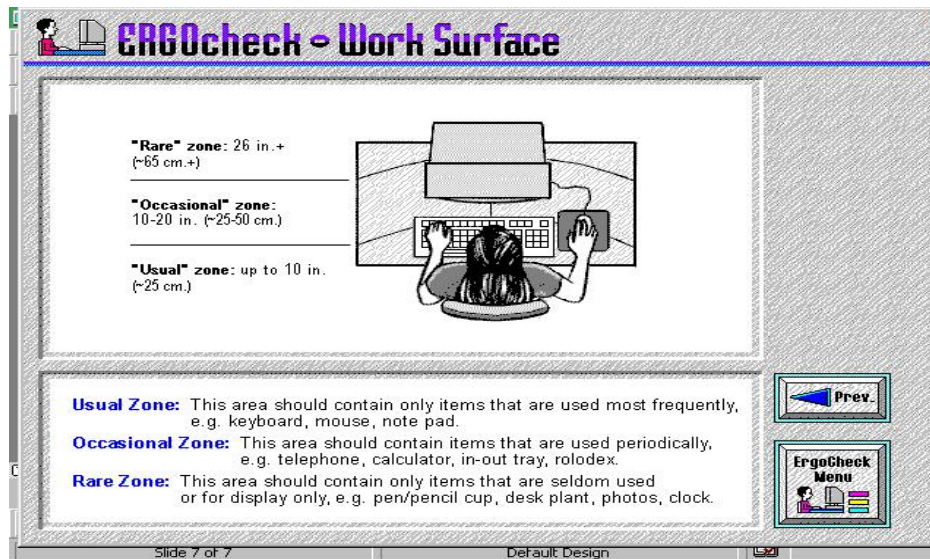 ERGOcheck - Work Surface
"Rare" zone: 26 in.+
(~65 cm.+)
"Occasional" zone:
10-20 in. (~25-50 cm.)
"Usual" zone: up to 10 in.
(~25 cm.)
Usual Zone: This area should contain only items that are used most frequently,
e.g. keyboard, mouse, note pad.
Occasional Zone: This area should contain items that are used periodically,
e.g. telephone, calculator, in-out tray, rolodex.
Rare Zone: This area should contain only items that are seldom used
or for display only, e.g. pen/pencil cup, desk plant, photos, clock.
Prev.
ErgoCheck
Menu
Slide 7 of 7
Default Design